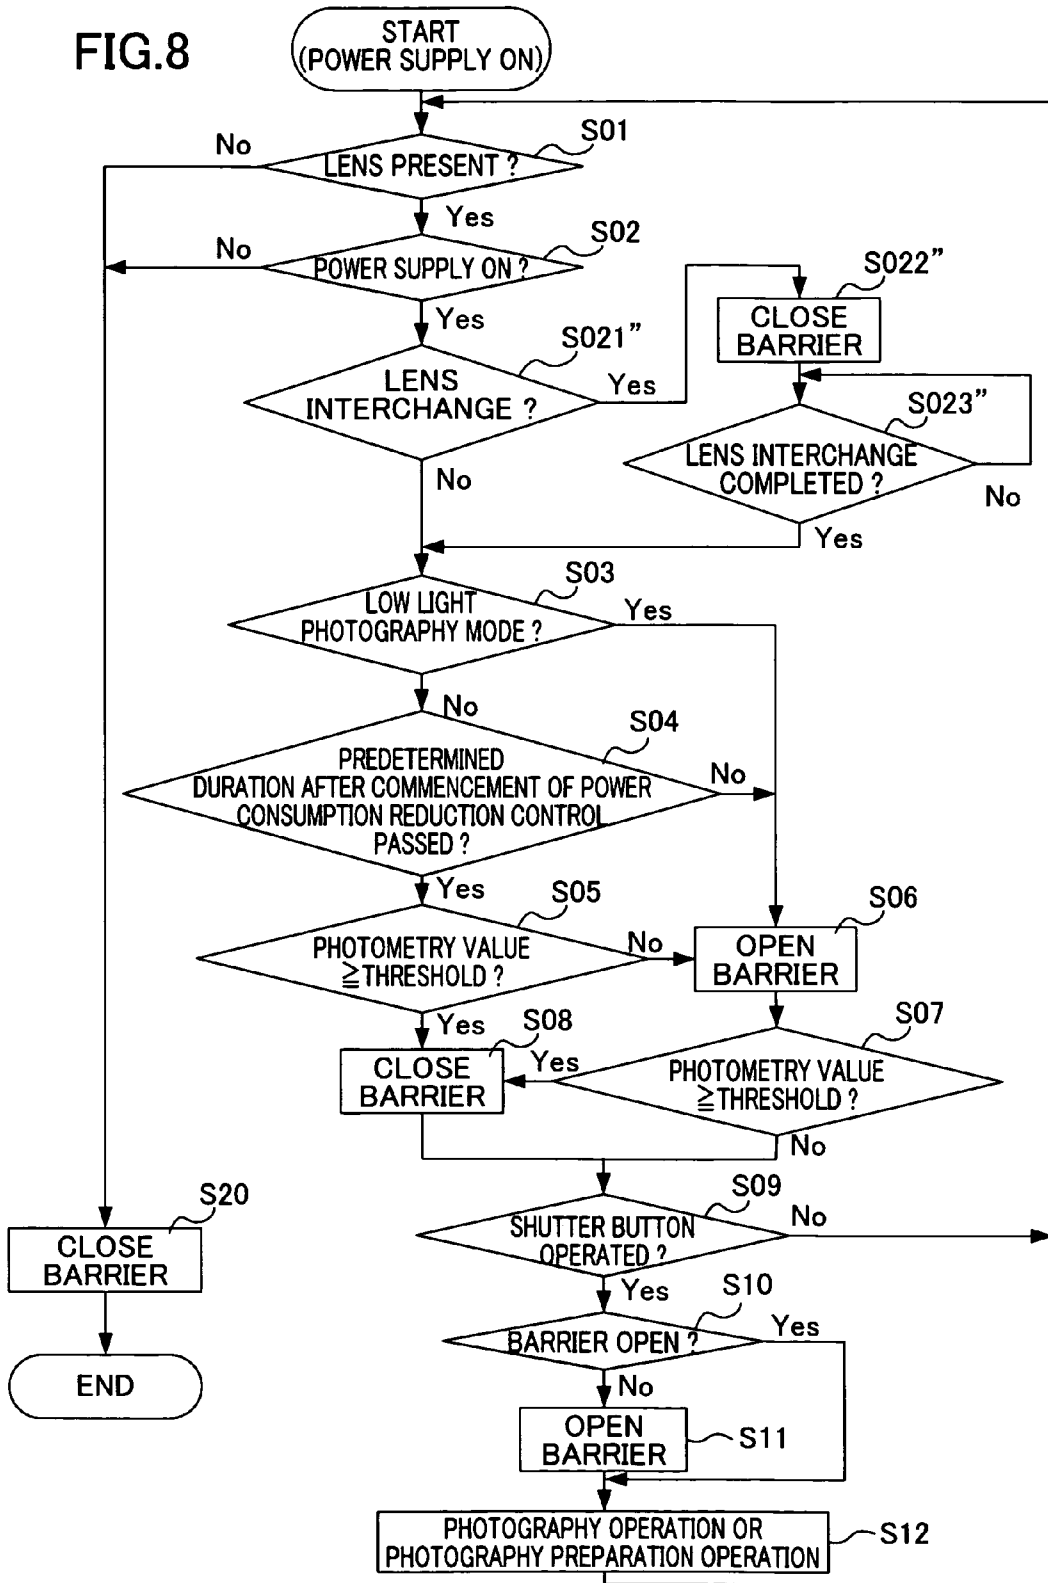 FIG.8
START
(POWER SUPPLY ON)
No
LENS PRESENT ?
S01
Yes
No
POWER SUPPLY ON ?
S02
Yes
LENS
INTERCHANGE ?
S021”
Yes
S022”
CLOSE
BARRIER
S023”
LENS INTERCHANGE
COMPLETED ?
No
Yes
No
LOW LIGHT
PHOTOGRAPHY MODE ?
S03
Yes
No
S04
PREDETERMINED
DURATION AFTER COMMENCEMENT OF POWER
CONSUMPTION REDUCTION CONTROL
PASSED ?
No
Yes
S05
PHOTOMETRY VALUE
≧THRESHOLD ?
No
S06
OPEN
BARRIER
Yes
S08
CLOSE
BARRIER
Yes
S07
PHOTOMETRY VALUE
≧THRESHOLD ?
No
S09
SHUTTER BUTTON
OPERATED ?
No
Yes
S20
CLOSE
BARRIER
END
S10
BARRIER OPEN ?
Yes
No
OPEN
BARRIER
S11
PHOTOGRAPHY OPERATION OR
PHOTOGRAPHY PREPARATION OPERATION
S12